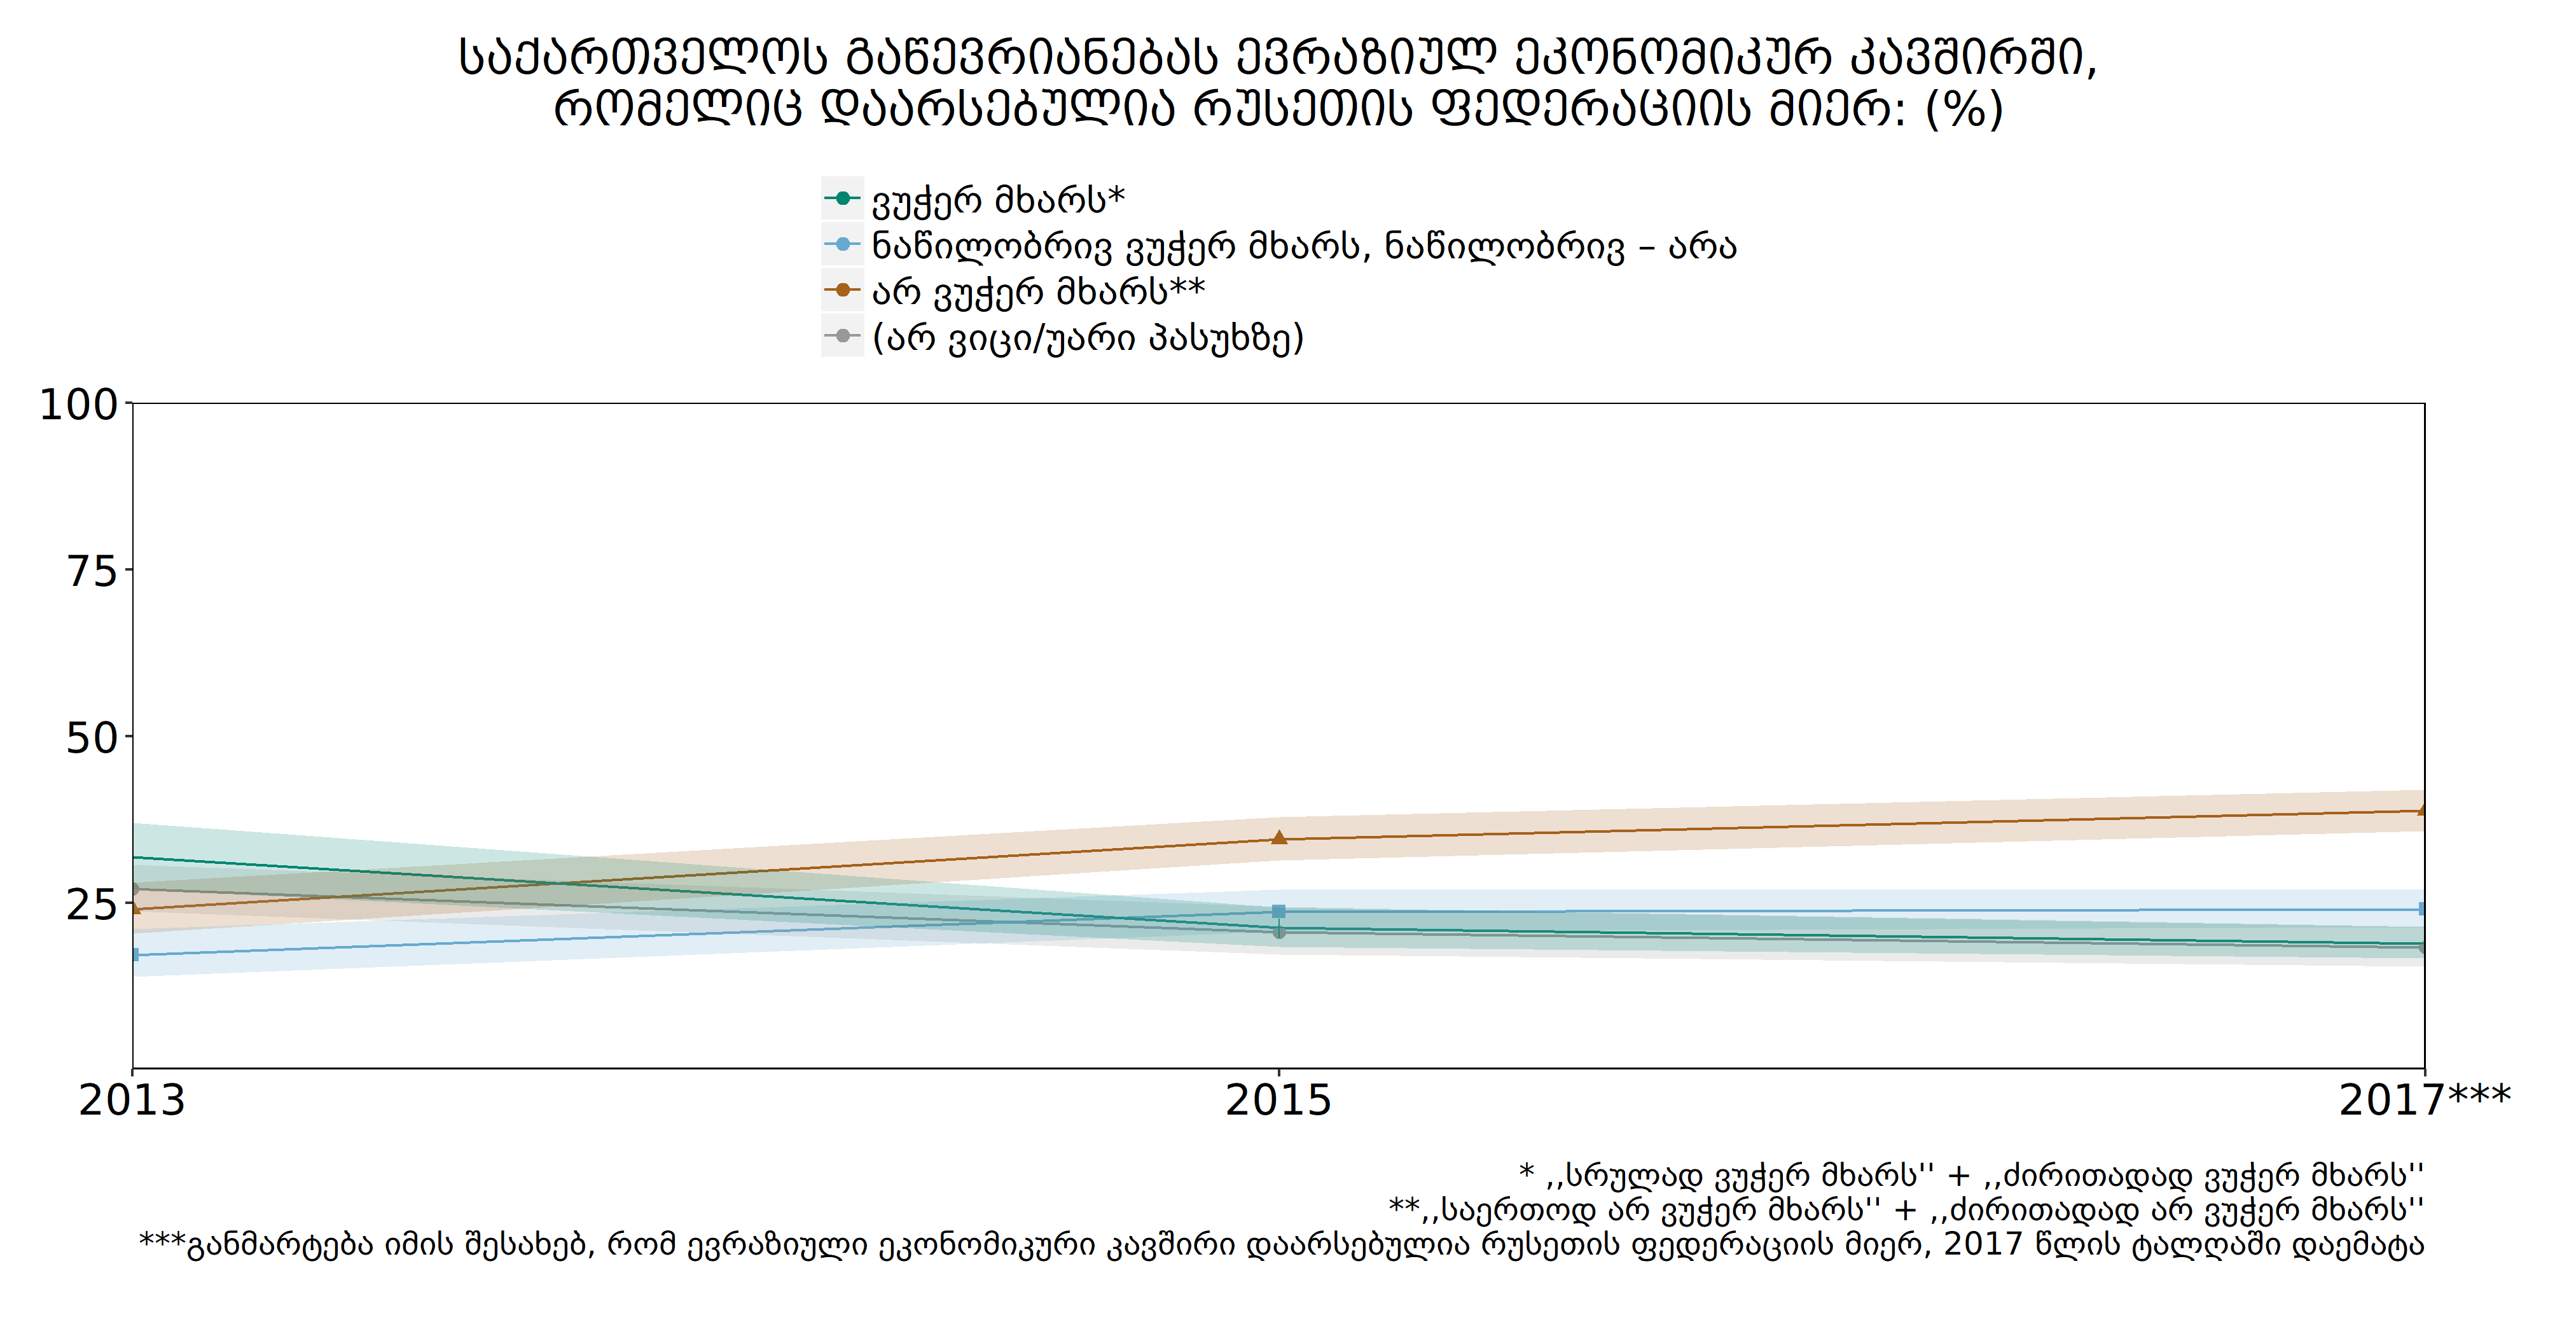 საქართველოს გაწევრიანებას ევრაზიულ ეკონომიკურ კავშირში,
რომელიც დაარსებულია რუსეთის ფედერაციის მიერ: (%)
ვუჭერ მხარს*
ნაწილობრივ ვუჭერ მხარს, ნაწილობრივ – არა
არ ვუჭერ მხარს**
(არ ვიცი/უარი პასუხზე)
100
75
50
25
2013
2015
2017***
* ,,სრულად ვუჭერ მხარს'' + ,,ძირითადად ვუჭერ მხარს''
**,,საერთოდ არ ვუჭერ მხარს'' + ,,ძირითადად არ ვუჭერ მხარს''
***განმარტება იმის შესახებ, რომ ევრაზიული ეკონომიკური კავშირი დაარსებულია რუსეთის ფედერაციის მიერ, 2017 წლის ტალღაში დაემატა